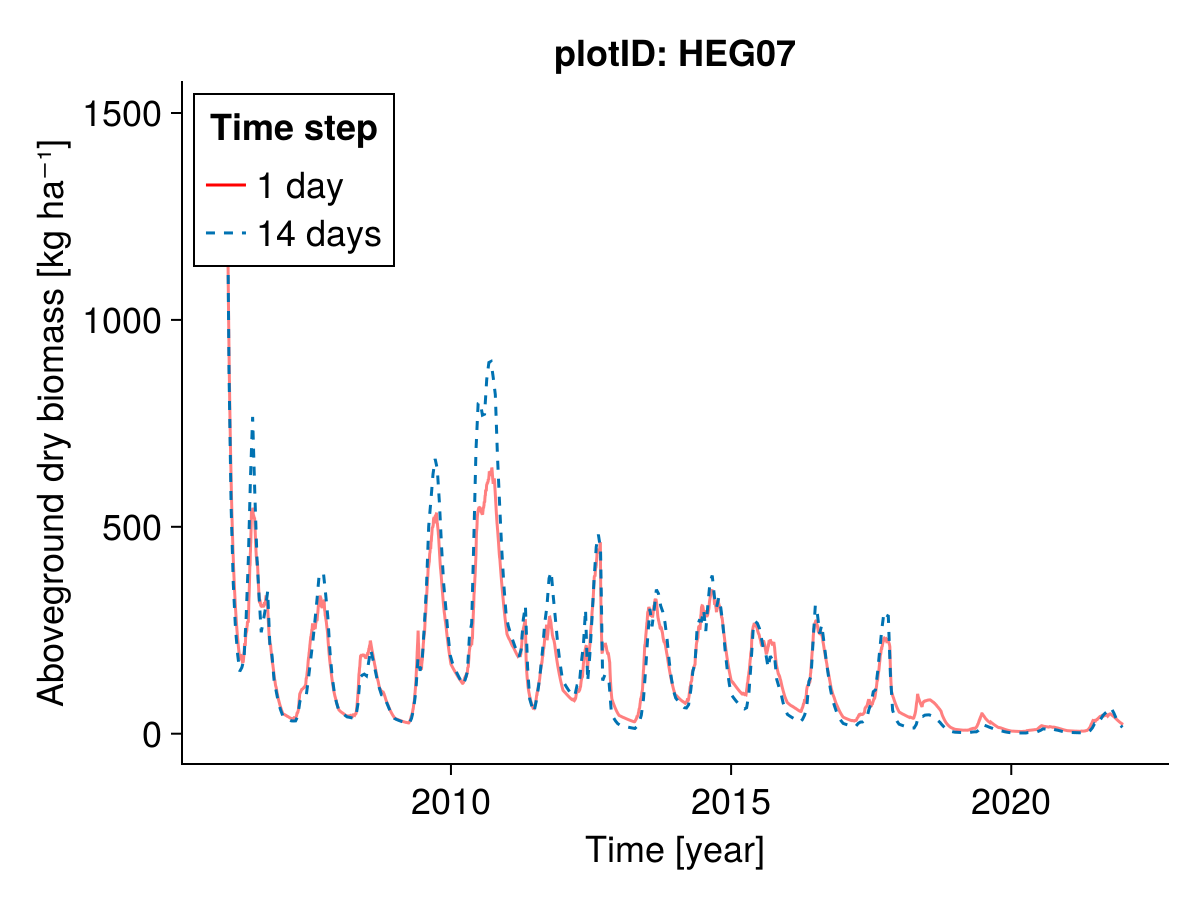 plotID: HEG07
Time step
1 day
14 days
Aboveground dry biomass [kg ha⁻¹]
1500
1000
500
0
2010
2015
2020
Time [year]